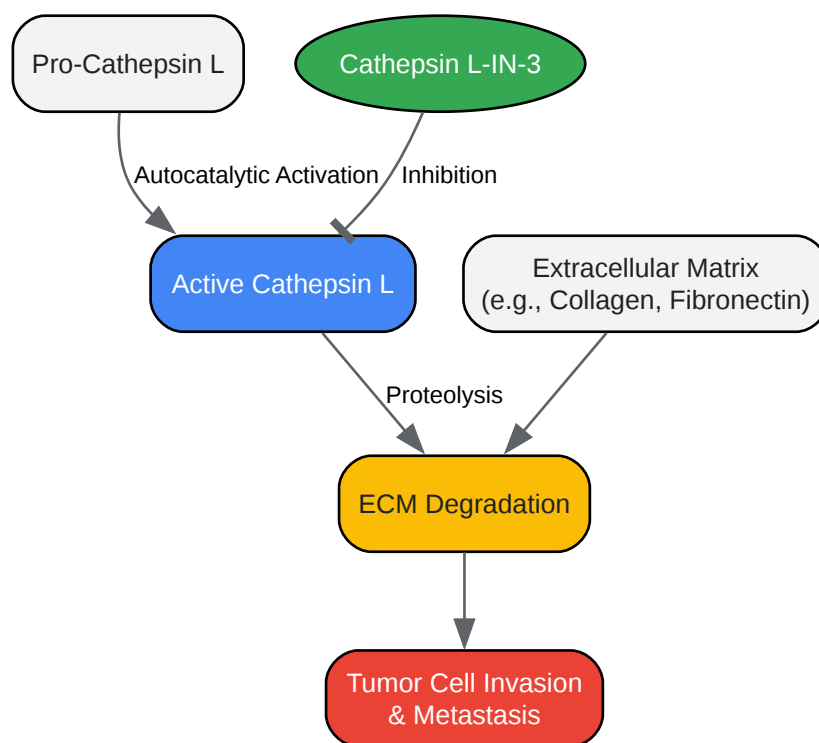 Pro-Cathepsin L
Cathepsin L-IN-3
Autocatalytic Activation
Inhibition
Active Cathepsin L
Extracellular Matrix
(e.g., Collagen, Fibronectin)
Proteolysis
ECM Degradation
Tumor Cell Invasion
& Metastasis